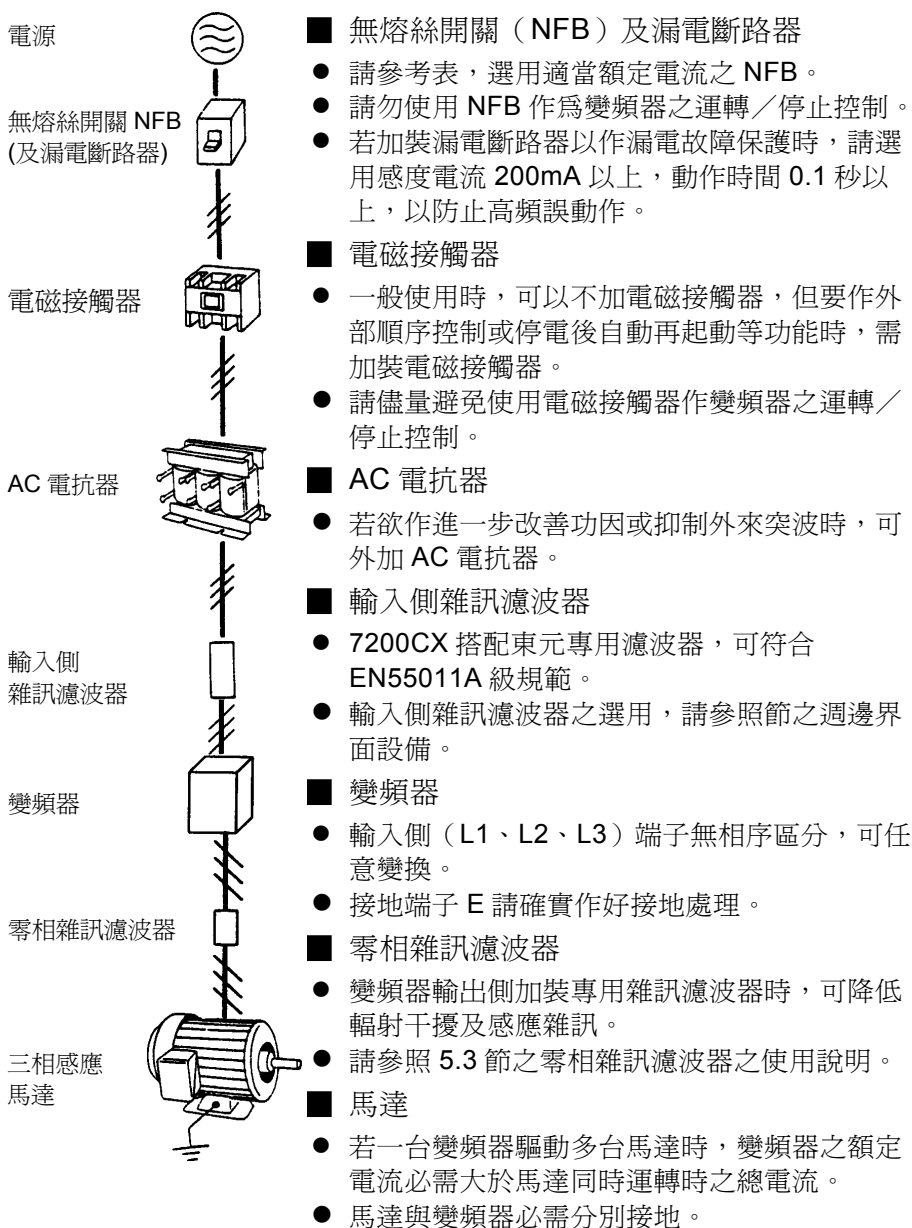 電源
無熔絲開關 NFB
(及漏電斷路器)
電磁接觸器
AC 電抗器
輸入側
雜訊濾波器
變頻器
零相雜訊濾波器
三相感應
馬達
■ 無熔絲開關（NFB）及漏電斷路器
● 請參考表，選用適當額定電流之 NFB。
● 請勿使用 NFB 作為變頻器之運轉／停止控制。
● 若加裝漏電斷路器以作漏電故障保護時，請選
用感度電流 200mA 以上，動作時間 0.1 秒以
上，以防止高頻誤動作。
■ 電磁接觸器
● 一般使用時，可以不加電磁接觸器，但要作外
部順序控制或停電後自動再起動等功能時，需
加裝電磁接觸器。
● 請儘量避免使用電磁接觸器作變頻器之運轉／
停止控制。
■ AC 電抗器
● 若欲作進一步改善功因或抑制外來突波時，可
外加 AC 電抗器。
■ 輸入側雜訊濾波器
● 7200CX 搭配東元專用濾波器，可符合
EN55011A 級規範。
● 輸入側雜訊濾波器之選用，請參照節之週邊界
面設備。
■ 變頻器
● 輸入側（L1、L2、L3）端子無相序區分，可任
意變換。
● 接地端子 E 請確實作好接地處理。
■ 零相雜訊濾波器
● 變頻器輸出側加裝專用雜訊濾波器時，可降低
輻射干擾及感應雜訊。
● 請參照 5.3 節之零相雜訊濾波器之使用說明。
■ 馬達
● 若一台變頻器驅動多台馬達時，變頻器之額定
電流必需大於馬達同時運轉時之總電流。
● 馬達與變頻器必需分別接地。